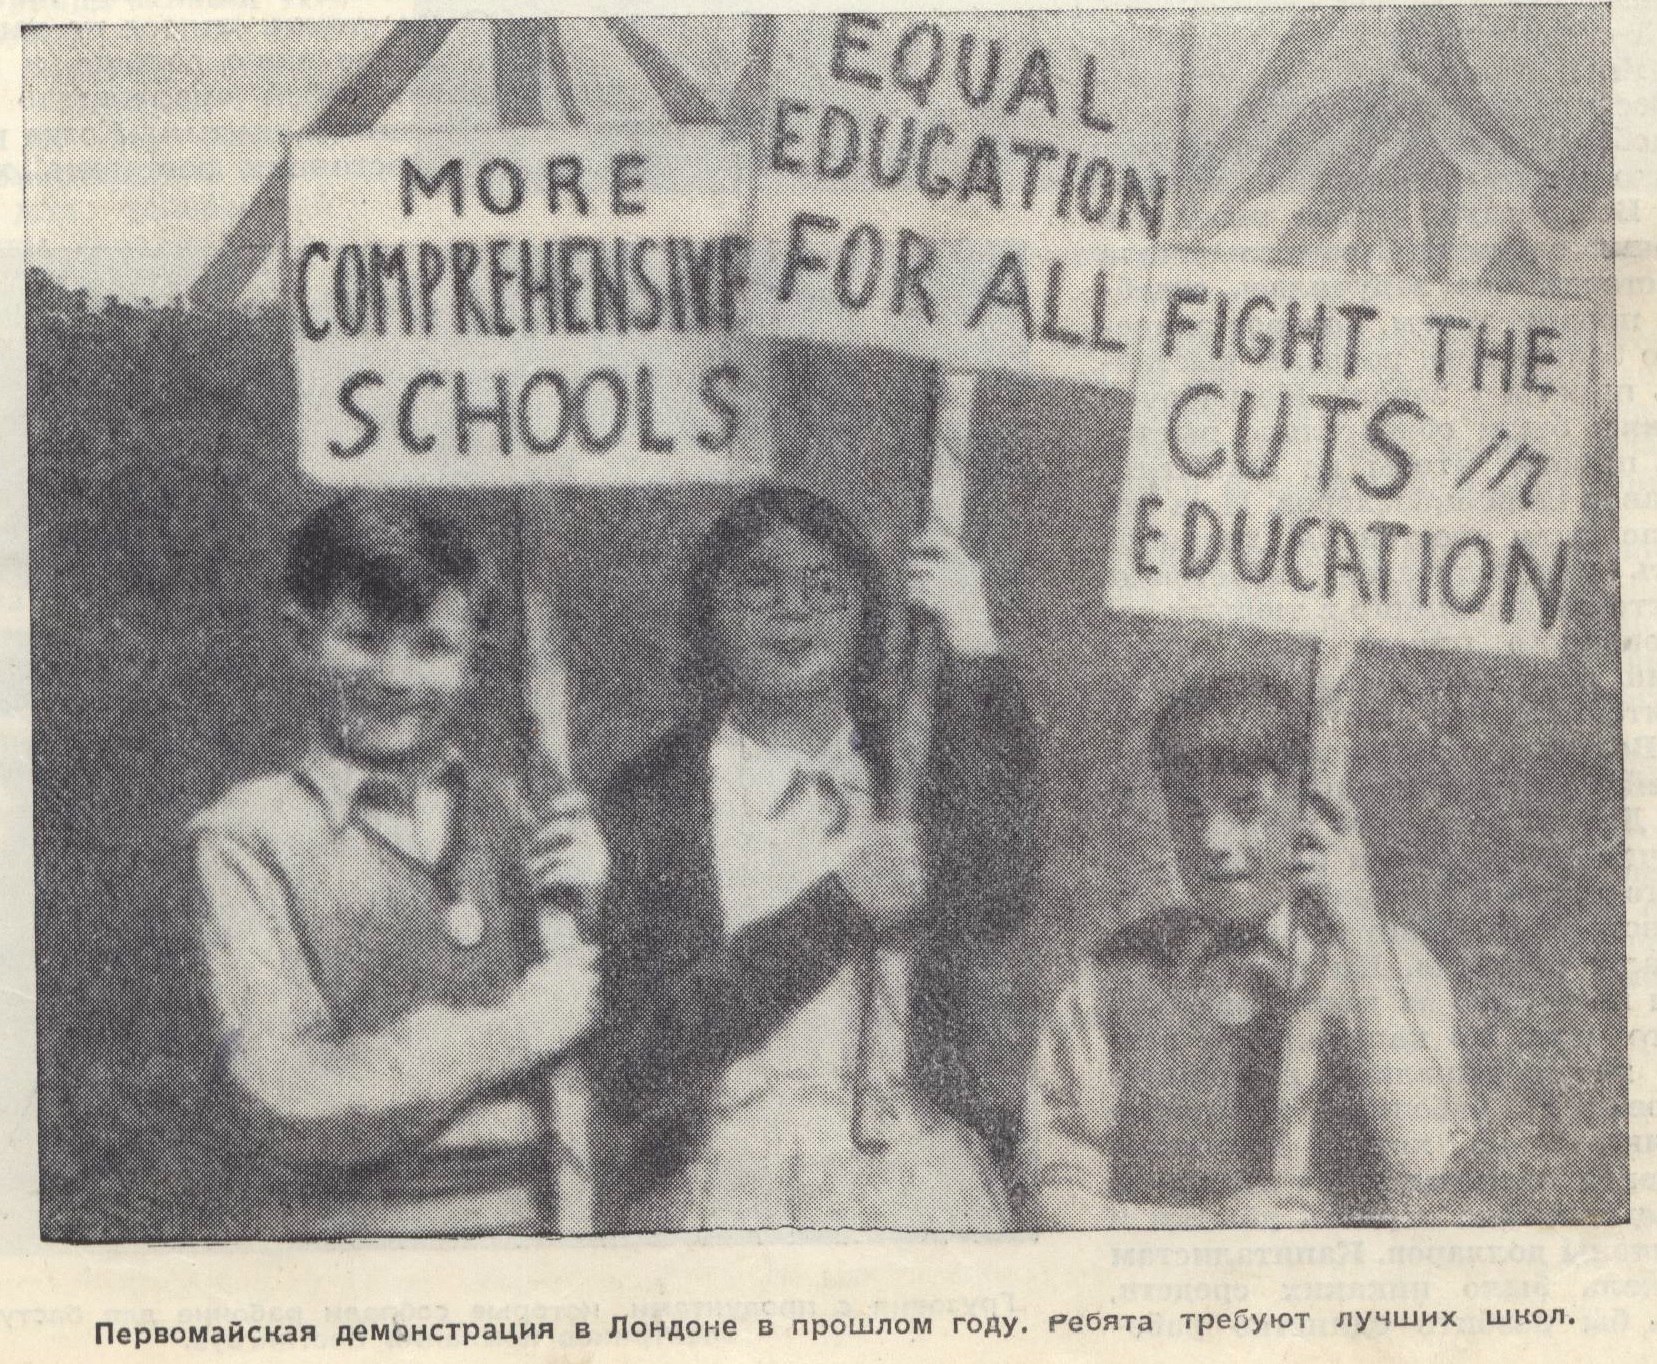 MORE
COMPREHENSIVE
SCHOOLS
EQUAL
EDUCATION
FOR ALL
FIGHT THE
CUTS in
EDUCATION
Первомайская демонстрация в Лондоне в прошлом году. Ребята требуют лучших школ.